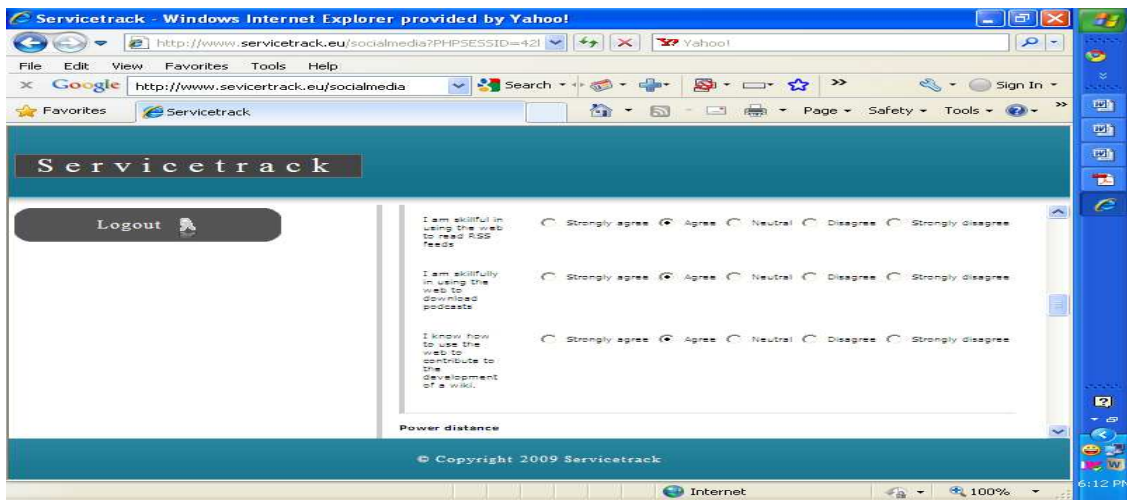 Servicetrack - Windows Internet Explorer provided by Yahoo!
http://www.servicetrack.eu/socialmedia?PHPSESSID=42l
Yahoo!
File Edit View Favorites Tools Help
Google http://www.sevicertrack.eu/socialmedia Search Sign In
Favorites Servicetrack Page Safety Tools
Servicetrack
Logout
I am skillful in
using the web
to read RSS
feeds
Strongly agree Agree Neutral Disagree Strongly disagree
I am skillfully
in using the
web to
download
podcasts
Strongly agree Agree Neutral Disagree Strongly disagree
I know how
to use the
web to
contribute to
the
development
of a wiki.
Strongly agree Agree Neutral Disagree Strongly disagree
Power distance
© Copyright 2009 Servicetrack
Internet 100%
6:12 PM